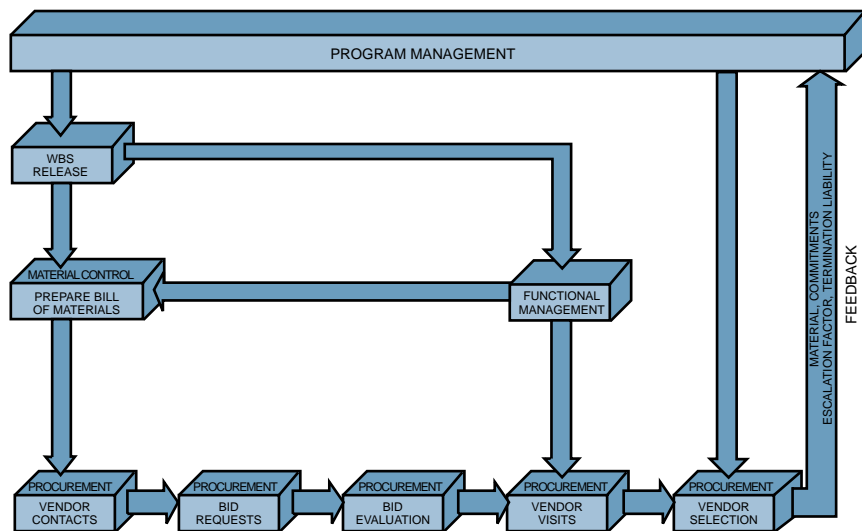 PROGRAM MANAGEMENT
WBS
RELEASE
MATERIAL CONTROL
PREPARE BILL
OF MATERIALS
FUNCTIONAL
MANAGEMENT
MATERIAL, COMMITMENTS
ESCALATION FACTOR, TERMINATION LIABILITY
FEEDBACK
PROCUREMENT
VENDOR
CONTACTS
PROCUREMENT
BID
REQUESTS
PROCUREMENT
BID
EVALUATION
PROCUREMENT
VENDOR
VISITS
PROCUREMENT
VENDOR
SELECTION